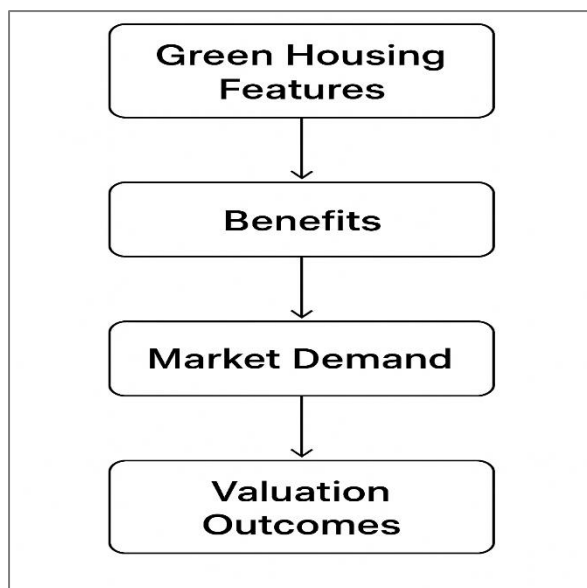 Green Housing
Features
Benefits
Market Demand
Valuation
Outcomes